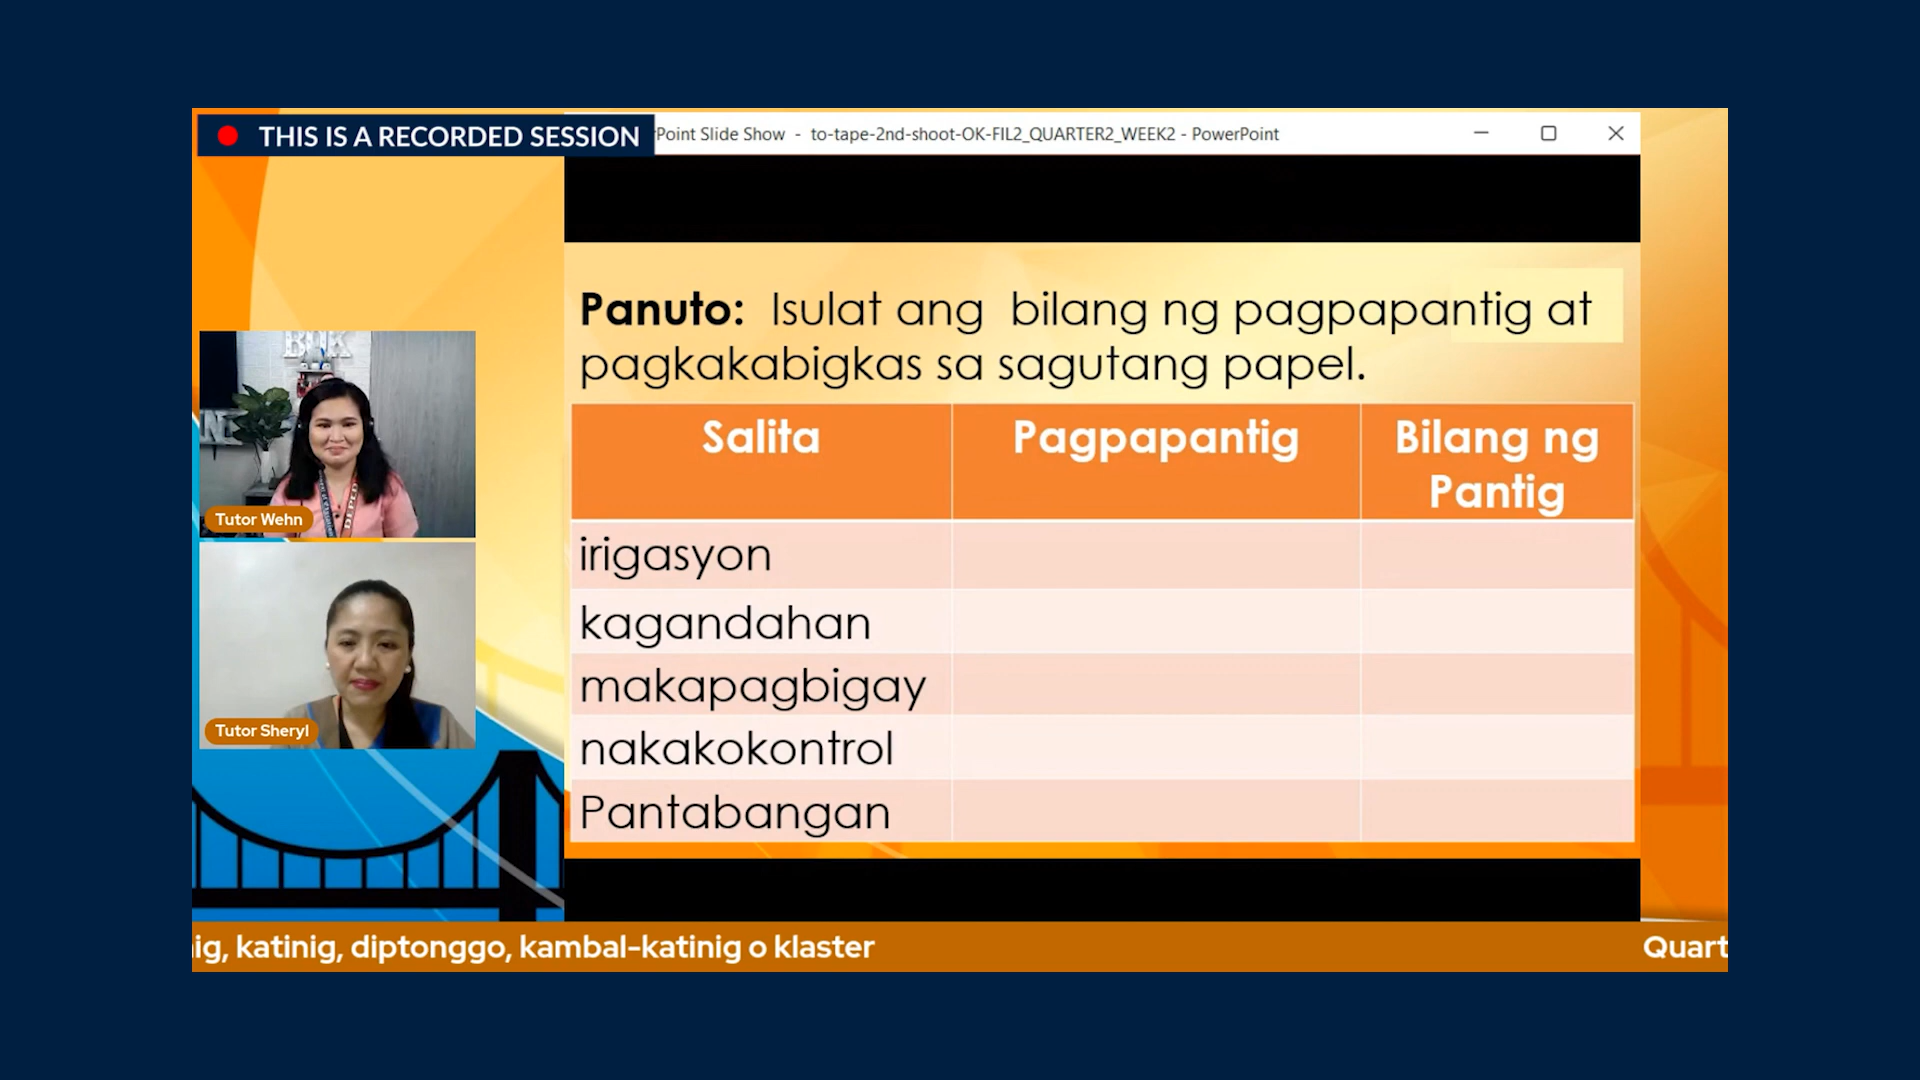 THIS IS A RECORDED SESSION
Point Slide Show - to-tape-2nd-shoot-OK-FIL2_QUARTER2_WEEK2 - PowerPoint
Panuto: Isulat ang bilang ng pagpapantig at
pagkakabigkas sa sagutang papel.
Salita
Pagpapantig
Bilang ng
Pantig
irigasyon
kagandahan
makapagbigay
nakakokontrol
Pantabangan
Tutor Wehn
Tutor Sheryl
ig, katinig, diptonggo, kambal-katinig o klaster
Quart